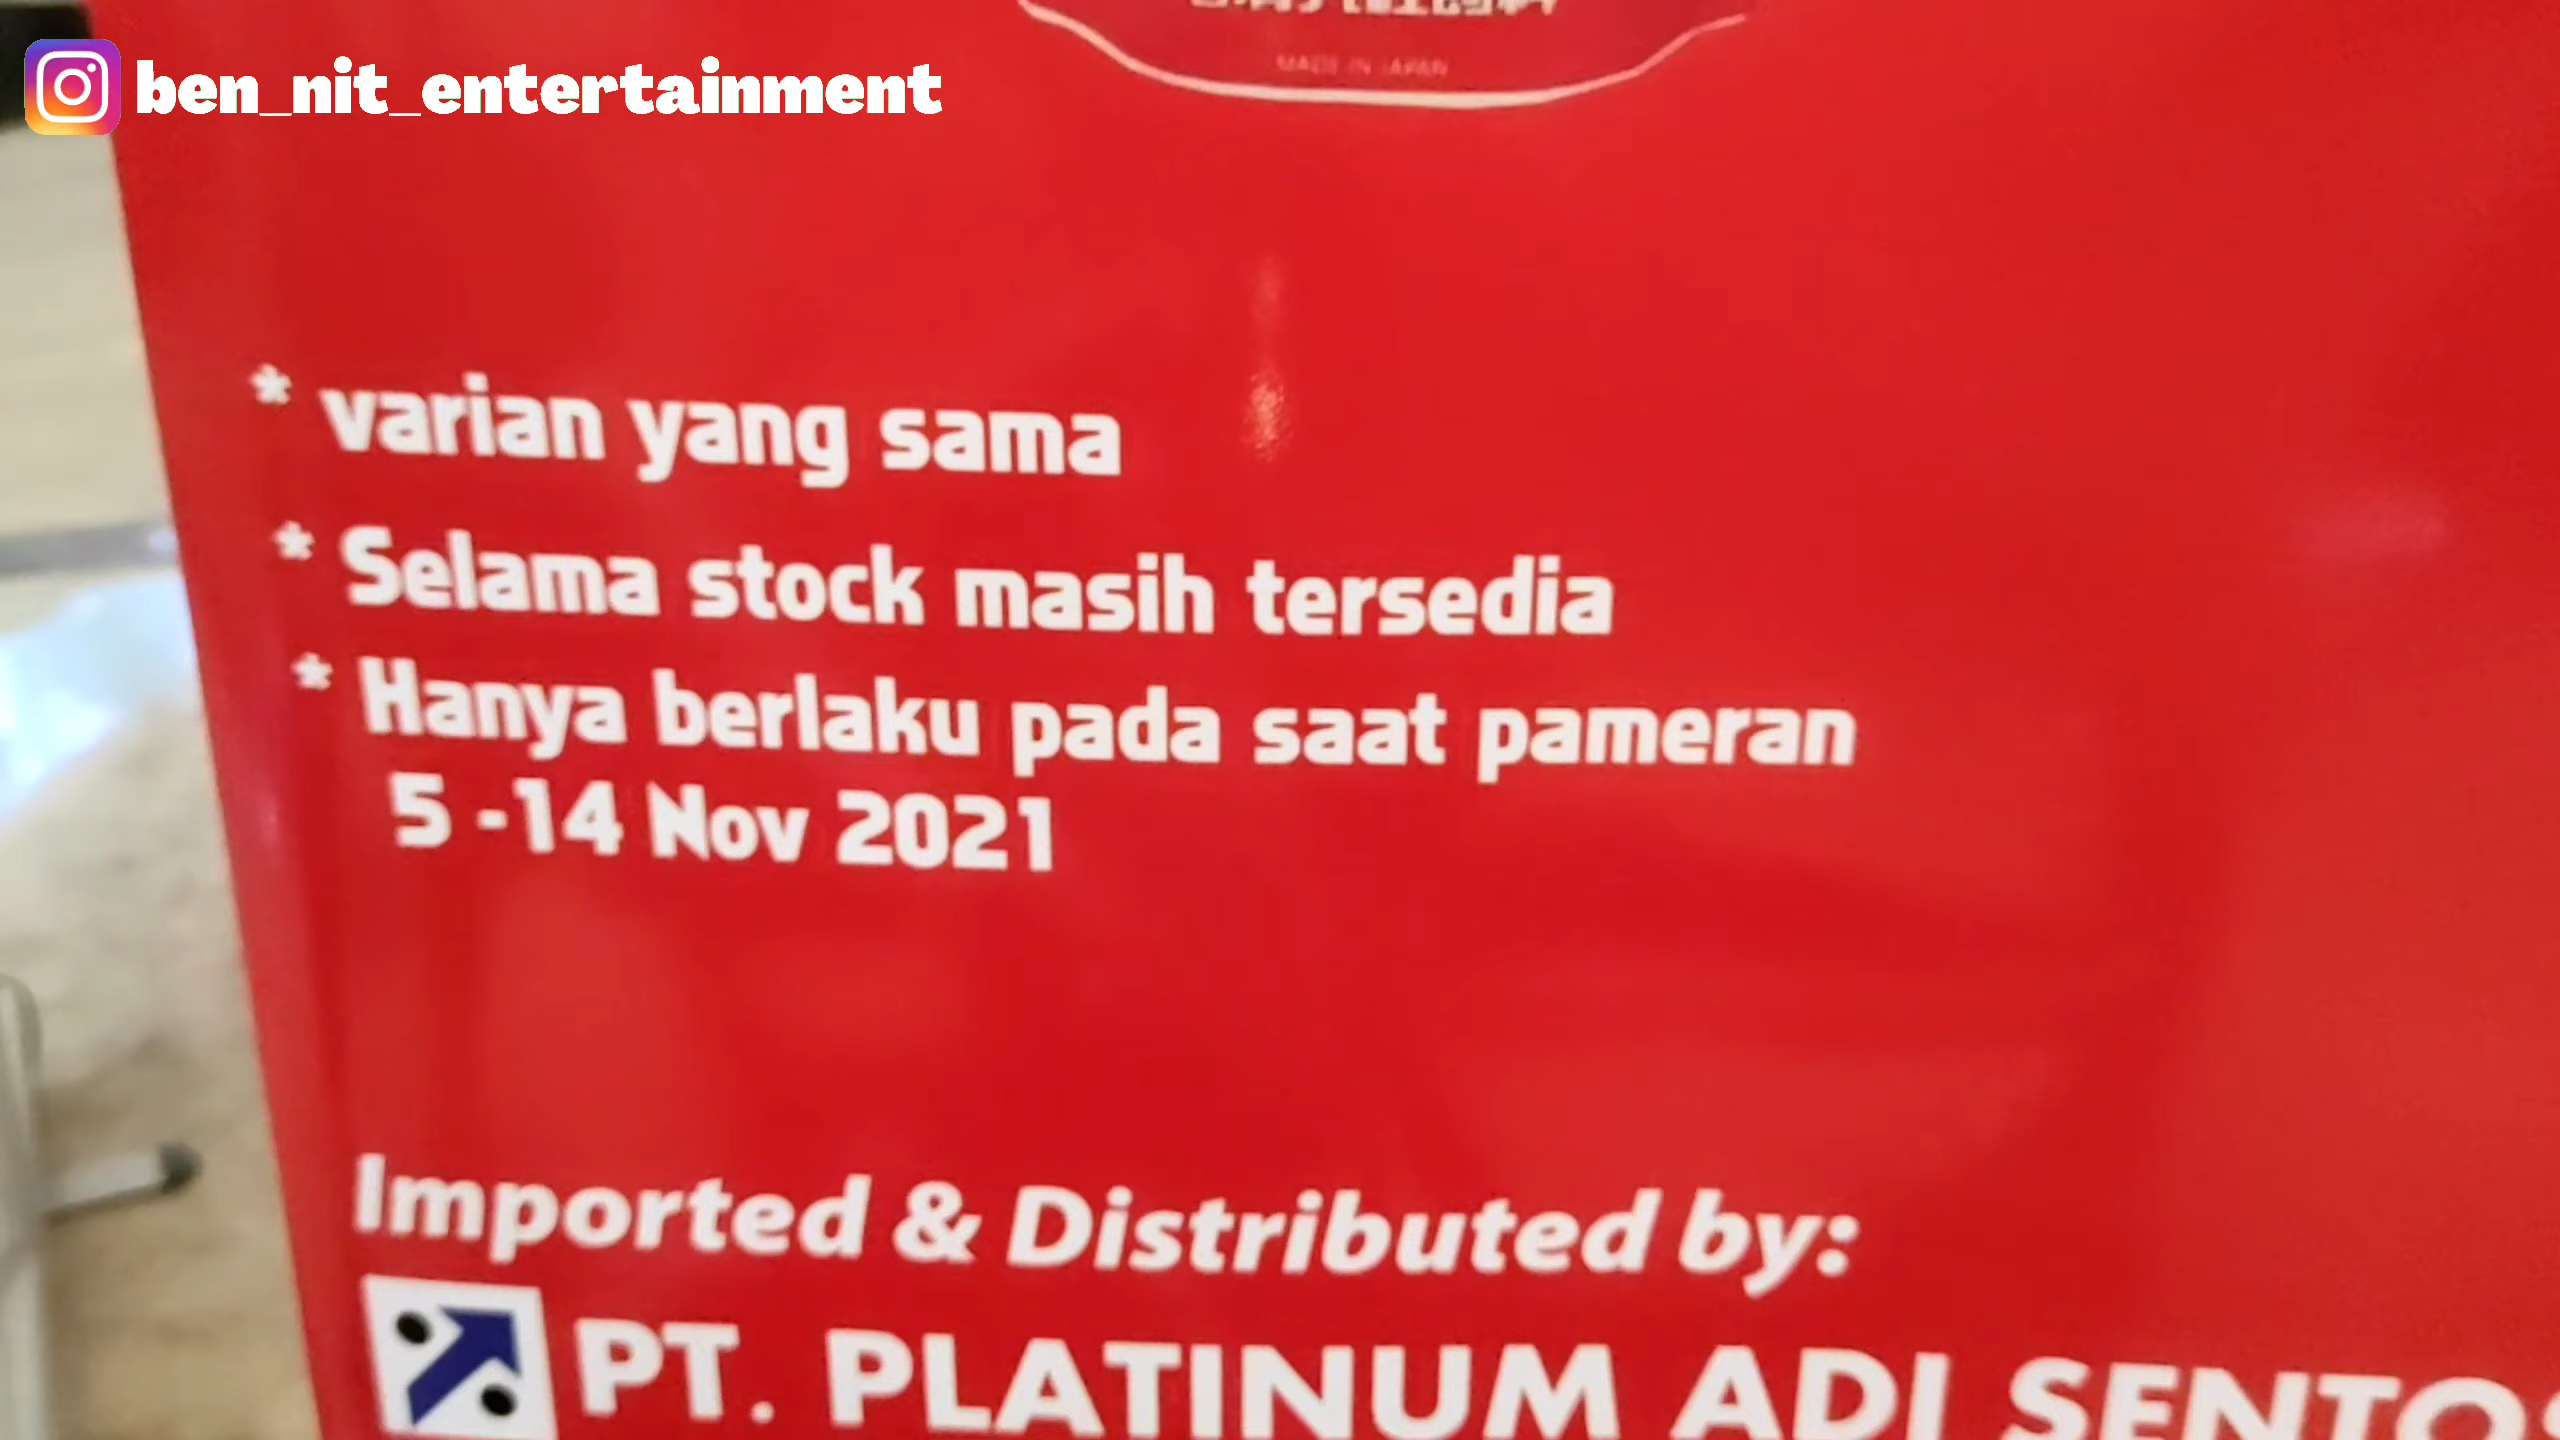 ben_nit_entertainment
MADE IN JAPAN
* varian yang sama
* Selama stock masih tersedia
* Hanya berlaku pada saat pameran
5 -14 Nov 2021
Imported & Distributed by:
PT. PLATINUM ADI SENTOS